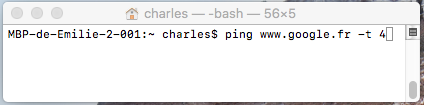 charles — -bash — 56×5
MBP-de-Emilie-2-001:~ charles$ ping www.google.fr -t 4